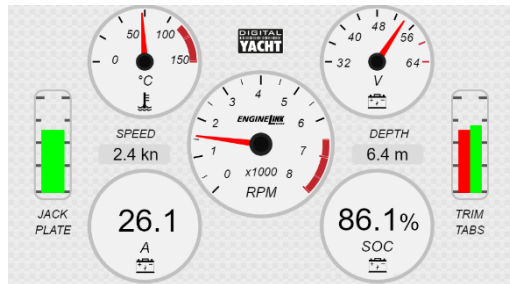 0
50
100
150
°C
DIGITAL
YACHT
32
40
48
56
64
V
0
1
2
3
4
5
6
7
8
ENGINELINK
x1000
RPM
SPEED
2.4 kn
DEPTH
6.4 m
JACK
PLATE
26.1
A
86.1%
SOC
TRIM
TABS